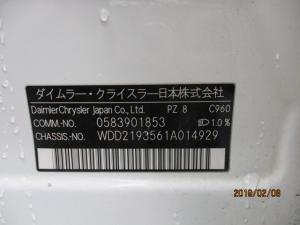 ダイムラー・クライスラー日本株式会社
DaimlerChrysler Japan Co., Ltd. PZ 8 C960
COMM.-NO. 0583901853 1.0%
CHASSIS.-NO. WDD2193561A014929
2019/02/08